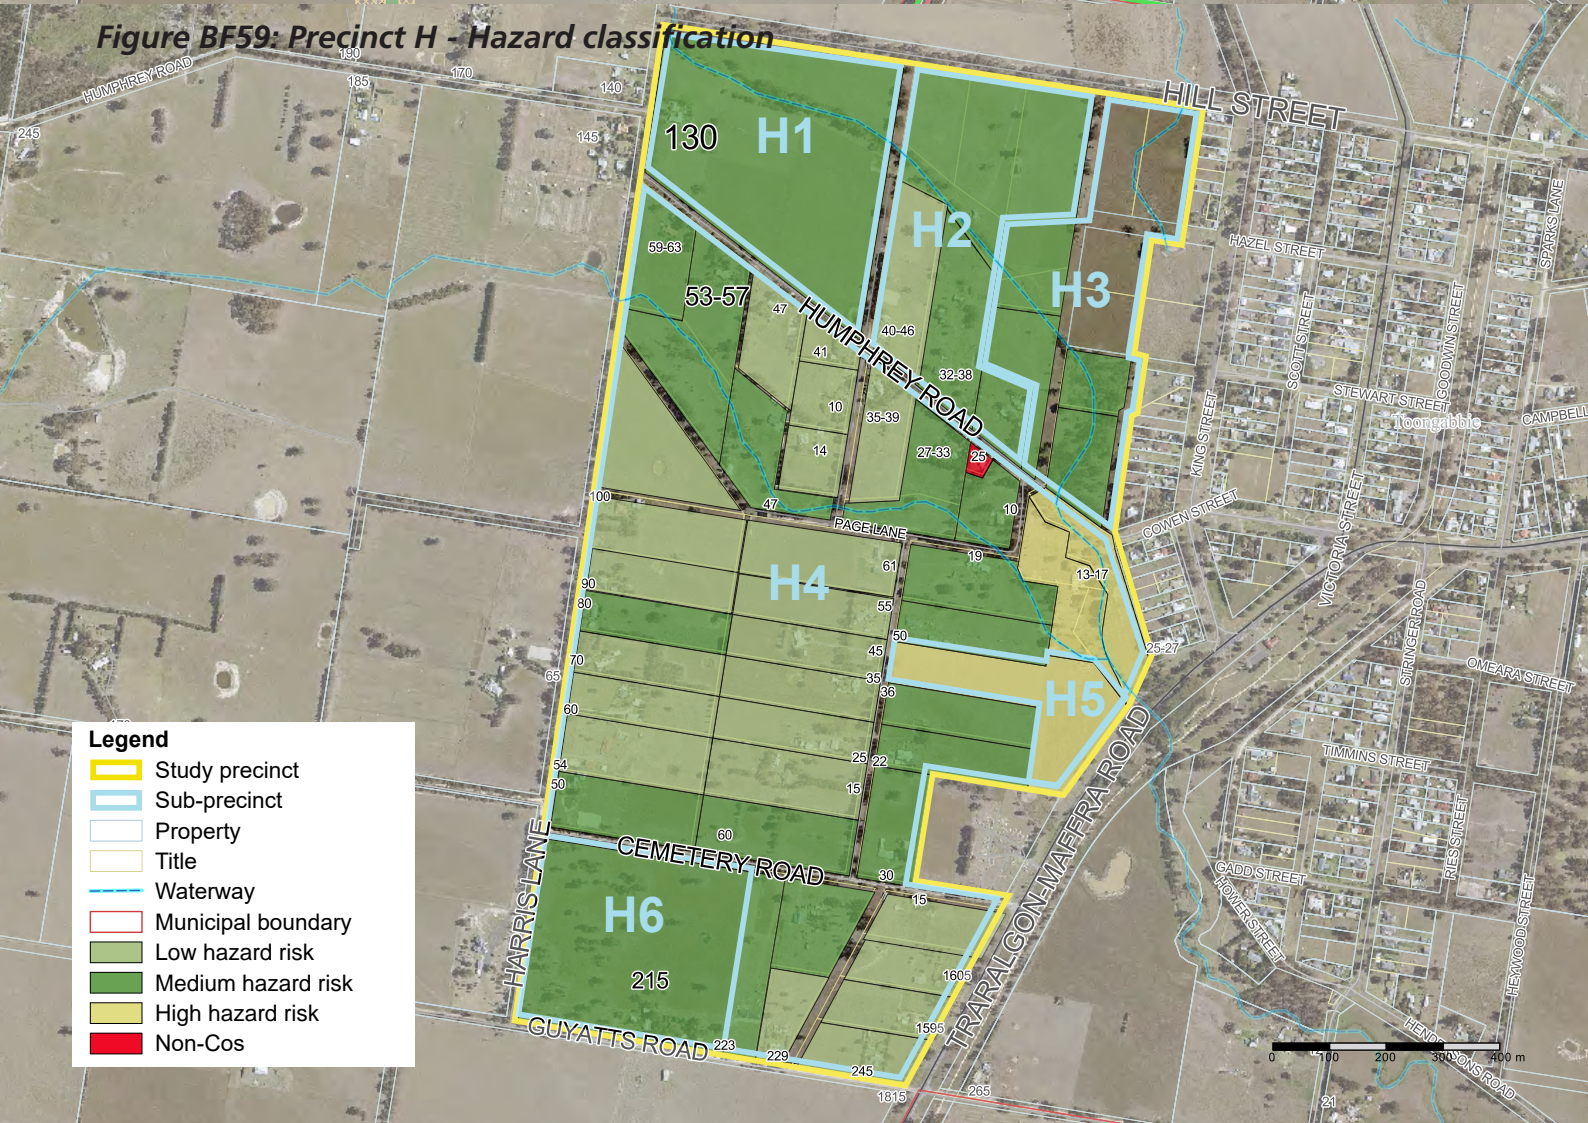 Figure BF59: Precinct H - Hazard classification
HUMPHREY ROAD
190
185
170
140
145
245
130
H1
HILL STREET
H2
H3
HAZEL STREET
SPARKS LANE
59-63
53-57
47
HUMPHREY ROAD
41
40-46
32-38
10
35-39
14
27-33
25
SCOTT STREET
GOODWIN STREET
STEWART STREET
Toongabbie
CAMPBELL
KING STREET
100
47
PAGE LANE
10
19
COWEN STREET
VICTORIA STREET
61
13-17
H4
90
80
55
50
45
25-27
STRINGER ROAD
OMEARA STREET
70
65
35
36
H5
60
TRARALGON-MAFFRA ROAD
TIMMINS STREET
54
50
25
22
15
60
CEMETERY ROAD
30
15
HARRIS LANE
H6
215
1605
1595
GUYATTS ROAD
223
229
245
1815
265
GADD STREET
HOWER STREET
RIES STREET
HEYWOOD STREET
HENDERSONS ROAD
21
0 100 200 300 400 m
Legend
Study precinct
Sub-precinct
Property
Title
Waterway
Municipal boundary
Low hazard risk
Medium hazard risk
High hazard risk
Non-Cos